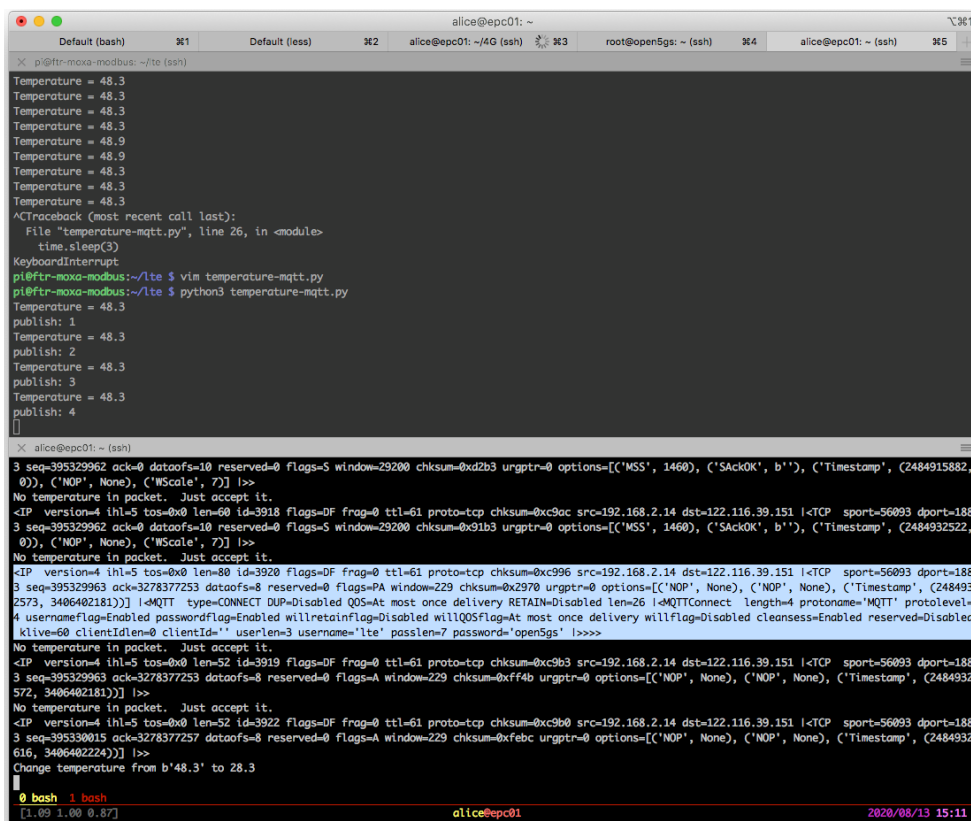 alice@epc01: ~
⌥⌘1
Default (bash) ⌘1 Default (less) ⌘2 alice@epc01: ~/4G (ssh) ⌘3 root@open5gs: ~ (ssh) ⌘4 alice@epc01: ~ (ssh) ⌘5
pi@ftr-moxa-modbus: ~/lte (ssh)
Temperature = 48.3
Temperature = 48.3
Temperature = 48.3
Temperature = 48.3
Temperature = 48.9
Temperature = 48.9
Temperature = 48.3
Temperature = 48.3
Temperature = 48.3
^CTraceback (most recent call last):
  File "temperature-mqtt.py", line 26, in <module>
    time.sleep(3)
KeyboardInterrupt
pi@ftr-moxa-modbus:~/lte $ vim temperature-mqtt.py
pi@ftr-moxa-modbus:~/lte $ python3 temperature-mqtt.py
Temperature = 48.3
publish: 1
Temperature = 48.3
publish: 2
Temperature = 48.3
publish: 3
Temperature = 48.3
publish: 4
alice@epc01: ~ (ssh)
3 seq=395329962 ack=0 dataofs=10 reserved=0 flags=S window=29200 chksum=0xd2b3 urgptr=0 options=[('MSS', 1460), ('SAckOK', b''), ('Timestamp', (2484915882,
 0)), ('NOP', None), ('WScale', 7)] |>>
No temperature in packet.  Just accept it.
<IP  version=4 ihl=5 tos=0x0 len=60 id=3918 flags=DF frag=0 ttl=61 proto=tcp chksum=0xc9ac src=192.168.2.14 dst=122.116.39.151 |<TCP  sport=56093 dport=188
3 seq=395329962 ack=0 dataofs=10 reserved=0 flags=S window=29200 chksum=0x91b3 urgptr=0 options=[('MSS', 1460), ('SAckOK', b''), ('Timestamp', (2484932522,
 0)), ('NOP', None), ('WScale', 7)] |>>
No temperature in packet.  Just accept it.
<IP  version=4 ihl=5 tos=0x0 len=80 id=3920 flags=DF frag=0 ttl=61 proto=tcp chksum=0xc996 src=192.168.2.14 dst=122.116.39.151 |<TCP  sport=56093 dport=188
3 seq=395329963 ack=3278377253 dataofs=8 reserved=0 flags=PA window=229 chksum=0x2970 urgptr=0 options=[('NOP', None), ('NOP', None), ('Timestamp', (248493
2573, 3406402181))] |<MQTT  type=CONNECT DUP=Disabled QOS=At most once delivery RETAIN=Disabled len=26 |<MQTTConnect  length=4 protoname='MQTT' protolevel=
4 usernameflag=Enabled passwordflag=Enabled willretainflag=Disabled willQOSflag=At most once delivery willflag=Disabled cleansess=Enabled reserved=Disabled
 klive=60 clientIdlen=0 clientId='' userlen=3 username='lte' passlen=7 password='open5gs' |>>>>
No temperature in packet.  Just accept it.
<IP  version=4 ihl=5 tos=0x0 len=52 id=3919 flags=DF frag=0 ttl=61 proto=tcp chksum=0xc9b3 src=192.168.2.14 dst=122.116.39.151 |<TCP  sport=56093 dport=188
3 seq=395329963 ack=3278377253 dataofs=8 reserved=0 flags=A window=229 chksum=0xff4b urgptr=0 options=[('NOP', None), ('NOP', None), ('Timestamp', (2484932
572, 3406402181))] |>>
No temperature in packet.  Just accept it.
<IP  version=4 ihl=5 tos=0x0 len=52 id=3922 flags=DF frag=0 ttl=61 proto=tcp chksum=0xc9b0 src=192.168.2.14 dst=122.116.39.151 |<TCP  sport=56093 dport=188
3 seq=395330015 ack=3278377257 dataofs=8 reserved=0 flags=A window=229 chksum=0xfebc urgptr=0 options=[('NOP', None), ('NOP', None), ('Timestamp', (2484932
616, 3406402224))] |>>
Change temperature from b'48.3' to 28.3
0 bash 1 bash
[1.09 1.00 0.87] alice@epc01 2020/08/13 15:11